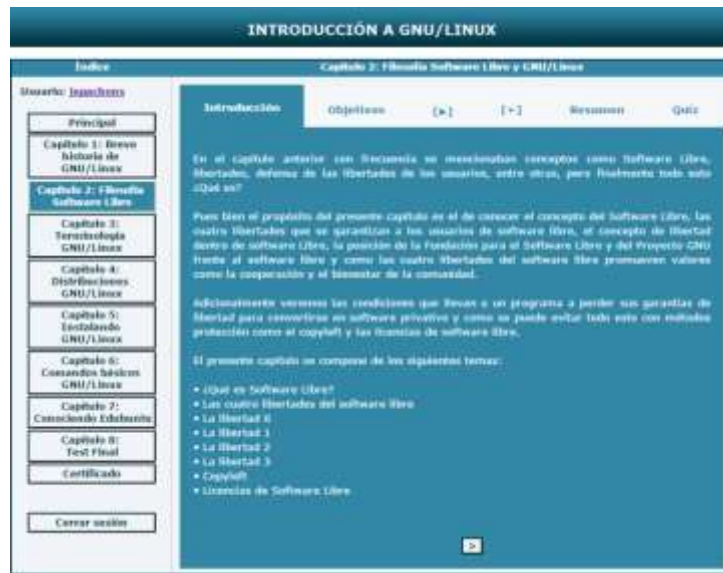 INTRODUCCIÓN A GNU/LINUX
Índice
Capítulo 2: Filosofía Software Libre y GNU/Linux
Usuario:
Principal
Capítulo 1: Breve
historia de
GNU/Linux
Capítulo 2: Filosofía
Software Libre
Capítulo 3:
Terminología
GNU/Linux
Capítulo 4:
Distribuciones
GNU/Linux
Capítulo 5:
Instalando
GNU/Linux
Capítulo 6:
Comandos básicos
GNU/Linux
Capítulo 7:
Conociendo Edubuntu
Capítulo 8:
Test Final
Certificado
Cerrar sesión
Introducción
Objetivos
[►]
[+]
Resumen
Quiz
En el capítulo anterior con frecuencia se mencionaban conceptos como Software Libre,
libertades, defensa de las libertades de los usuarios, entre otras, pero finalmente todo esto
¿Qué es?
Pues bien el propósito del presente capítulo es el de conocer el concepto del Software Libre, las
cuatro libertades que se garantizan a los usuarios de software libre, el concepto de libertad
dentro de software Libre, la posición de la Fundación para el Software Libre y del Proyecto GNU
frente al software libre y como las cuatro libertades del software libre promueven valores
como la cooperación y el bienestar de la comunidad.
Adicionalmente veremos las condiciones que llevan a un programa a perder sus garantías de
libertad para convertirse en software privativo y como se puede evitar todo esto con métodos
protección como el copyleft y las licencias de software libre.
El presente capítulo se compone de los siguientes temas:
• ¿Qué es Software Libre?
• Las cuatro libertades del software libre
• La libertad 0
• La libertad 1
• La libertad 2
• La libertad 3
• Copyleft
• Licencias de Software Libre
>